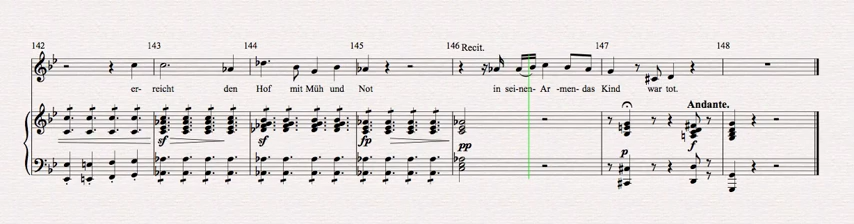 142 143 144 145 146 Recit. 147 148
er- reicht den Hof mit Müh und Not in sei-nen- Ar -men- das Kind war tot.
Andante.
sf sf fp pp p f